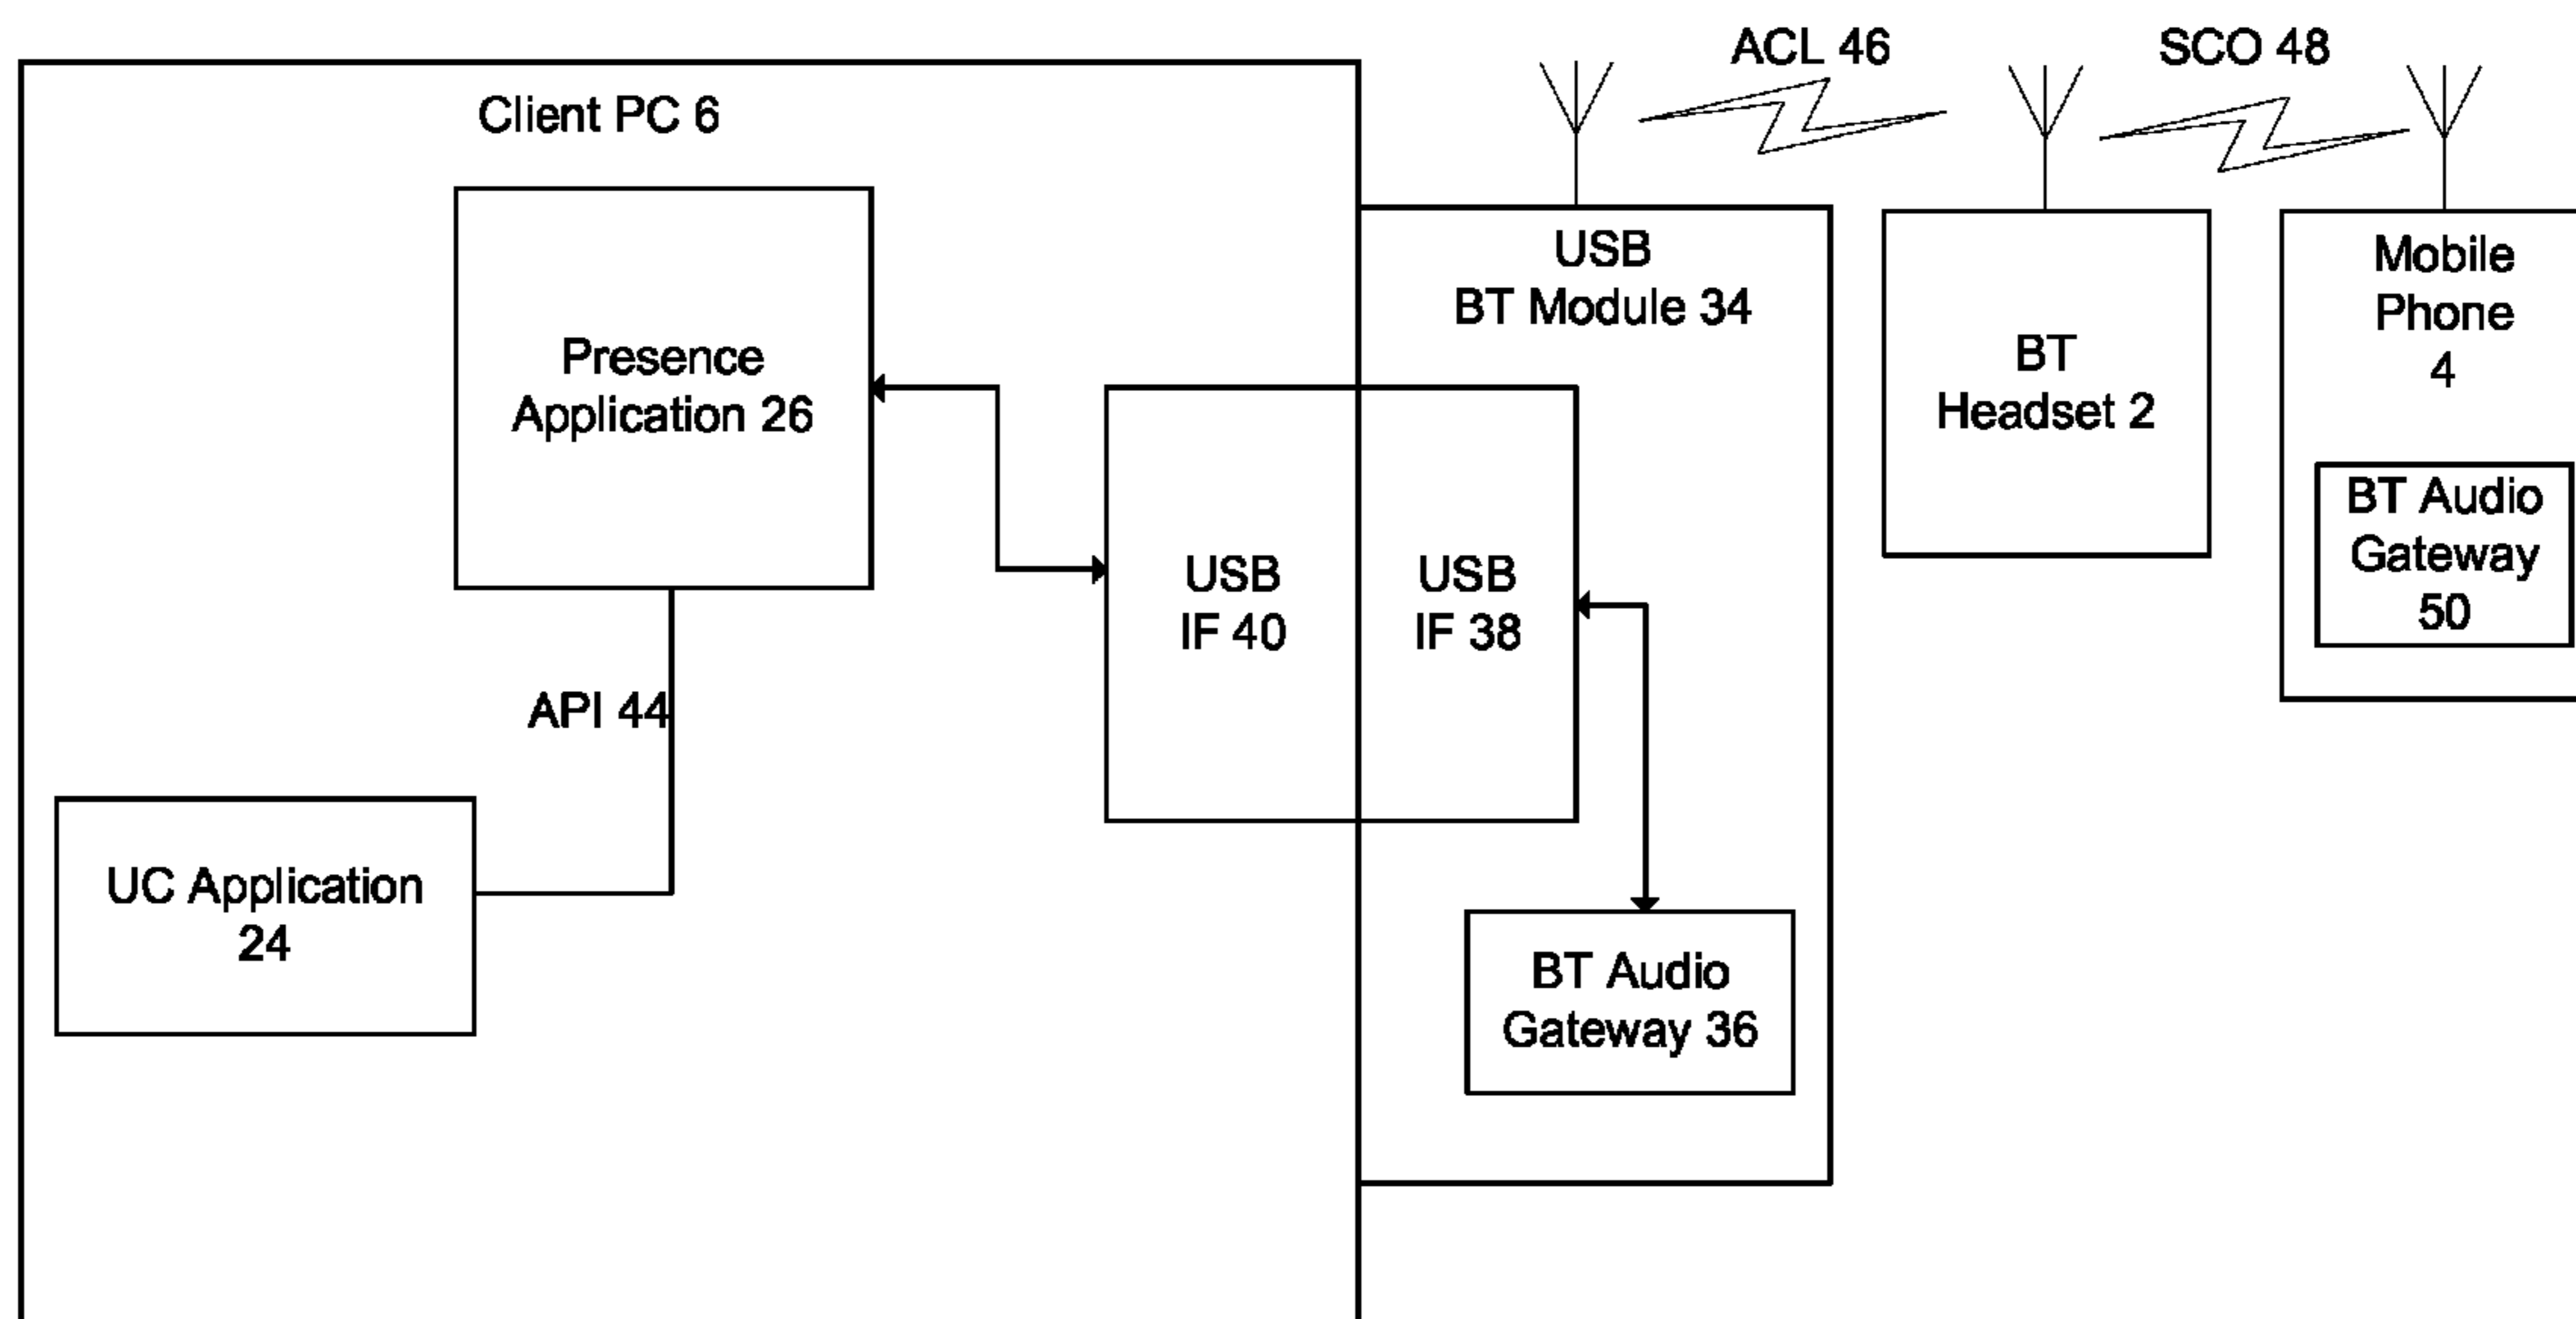 ACL 46
SCO 48
Client PC 6
Presence
Application 26
API 44
UC Application
24
USB
IF 40
USB
BT Module 34
USB
IF 38
BT Audio
Gateway 36
BT
Headset 2
Mobile
Phone
4
BT Audio
Gateway
50